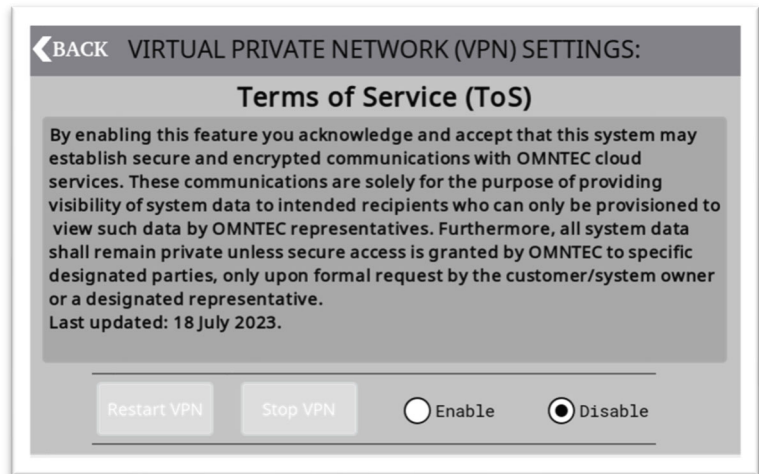 BACK VIRTUAL PRIVATE NETWORK (VPN) SETTINGS:
Terms of Service (ToS)
By enabling this feature you acknowledge and accept that this system may
establish secure and encrypted communications with OMNTEC cloud
services. These communications are solely for the purpose of providing
visibility of system data to intended recipients who can only be provisioned to
view such data by OMNTEC representatives. Furthermore, all system data
shall remain private unless secure access is granted by OMNTEC to specific
designated parties, only upon formal request by the customer/system owner
or a designated representative.
Last updated: 18 July 2023.
Restart VPN Stop VPN Enable Disable